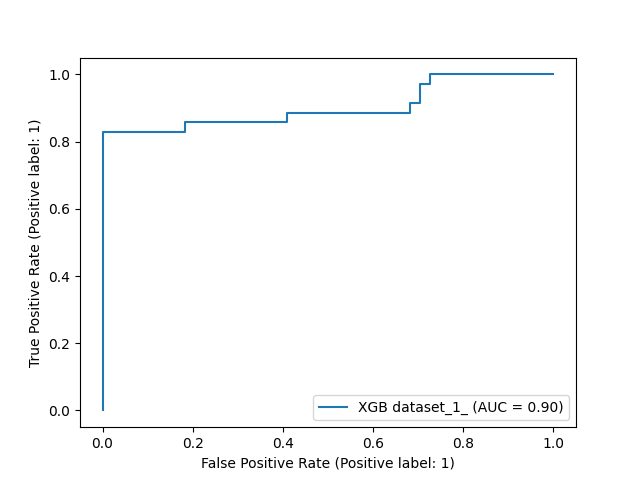 1.0
0.8
0.6
0.4
0.2
0.0
True Positive Rate (Positive label: 1)
XGB dataset_1_ (AUC = 0.90)
0.0 0.2 0.4 0.6 0.8 1.0
False Positive Rate (Positive label: 1)